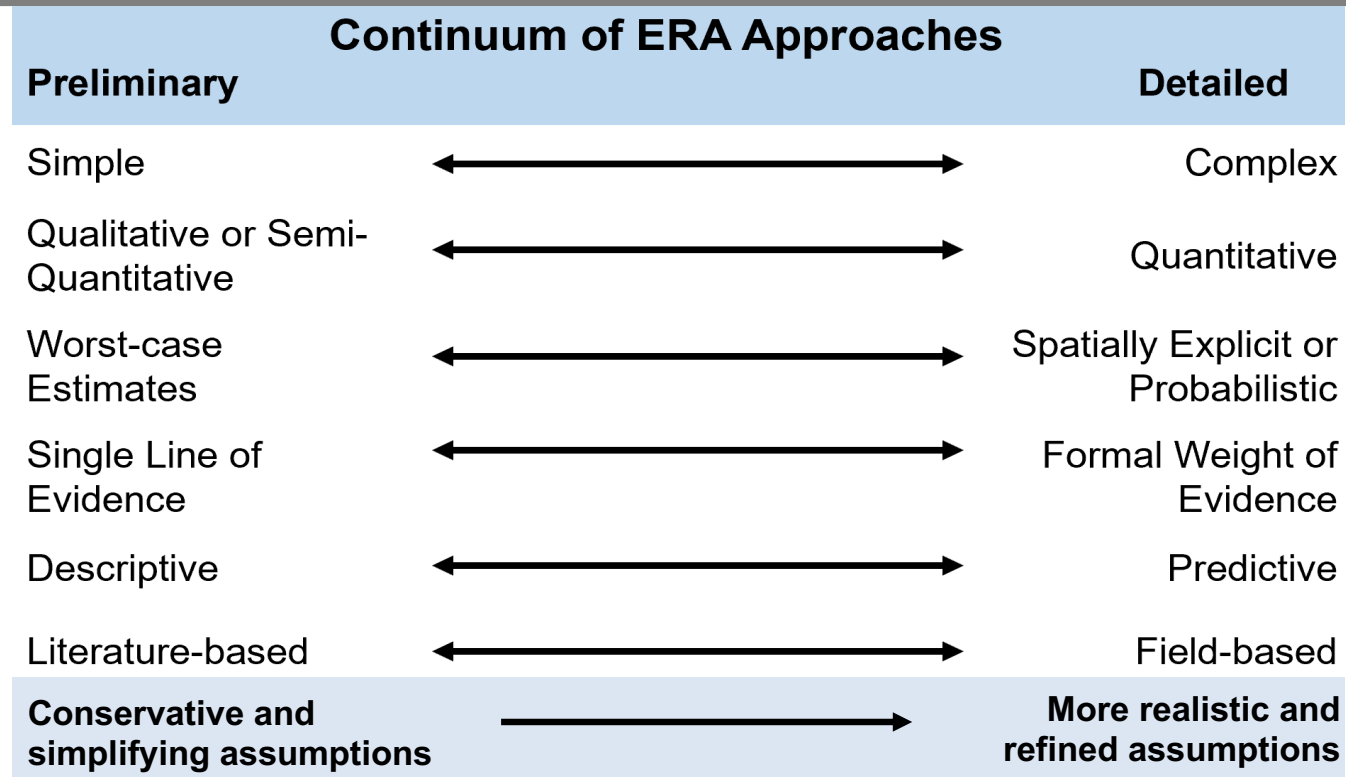 Continuum of ERA Approaches
Preliminary
Detailed
Simple
Complex
Qualitative or Semi-
Quantitative
Quantitative
Worst-case
Estimates
Spatially Explicit or
Probabilistic
Single Line of
Evidence
Formal Weight of
Evidence
Descriptive
Predictive
Literature-based
Field-based
Conservative and
simplifying assumptions
More realistic and
refined assumptions